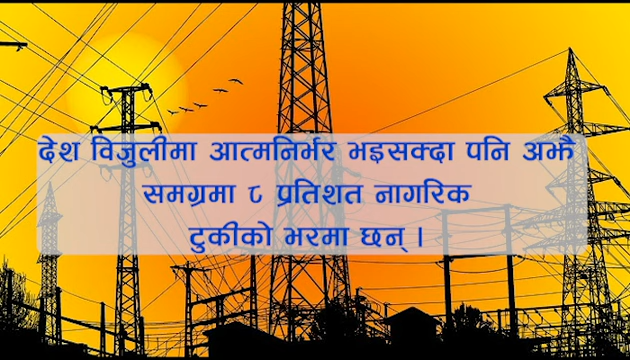 देश विजुलीमा आत्मनिर्भर भइसक्दा पनि अझै
समग्रमा ८ प्रतिशत नागरिक
टुकीको भरमा छन् ।